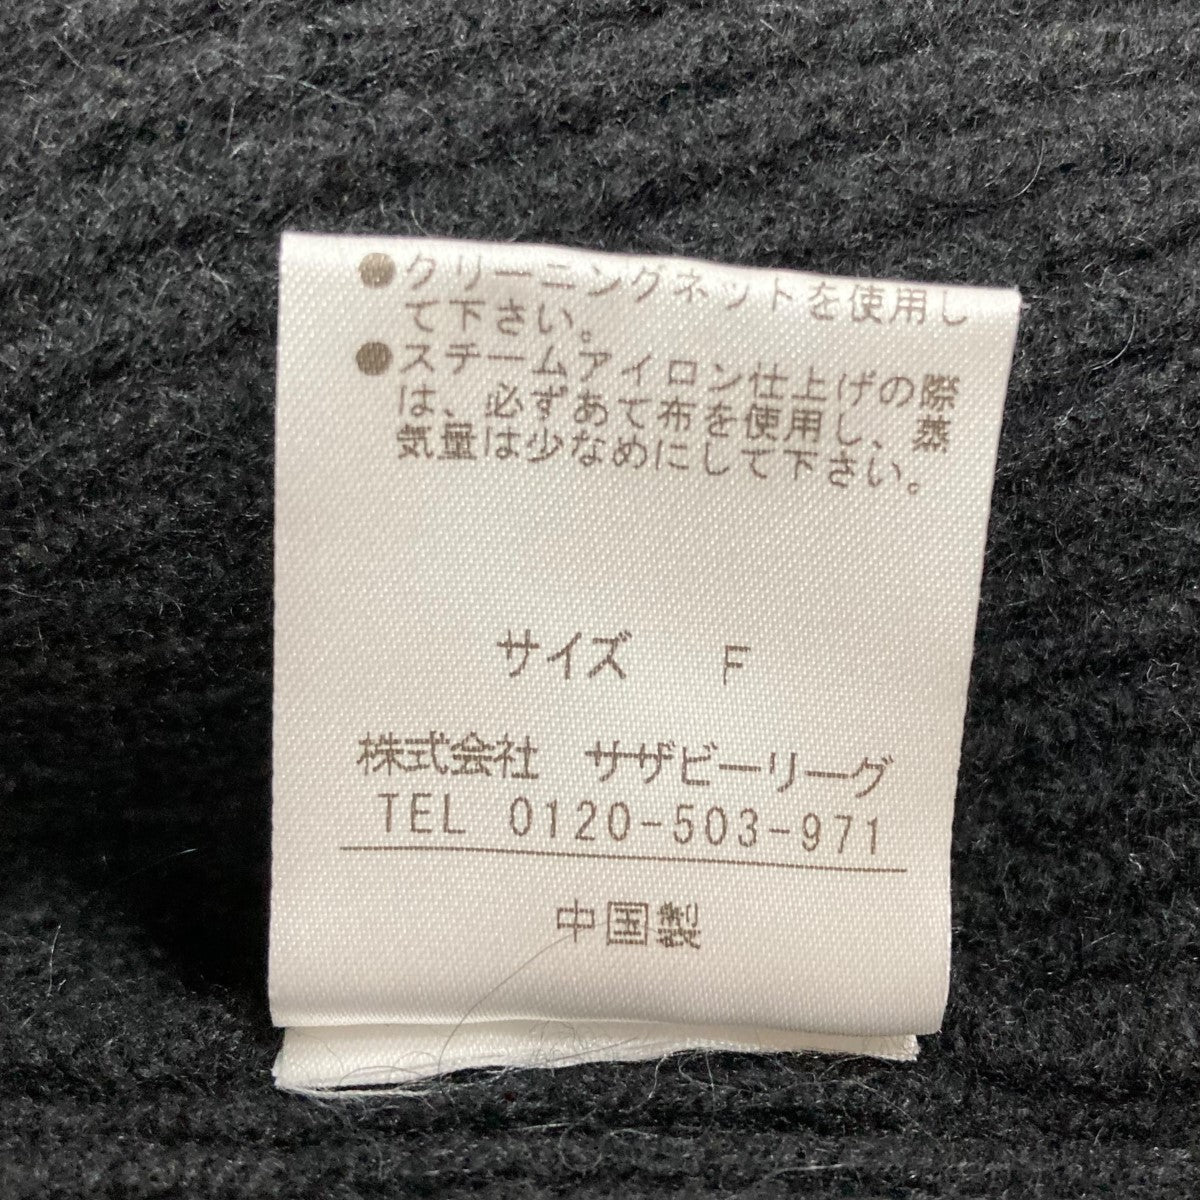 ●クリーニングネットを使用し
て下さい。
●スチームアイロン仕上げの際
は、必ずあて布を使用し、蒸
気量は少なめにして下さい。
サイズ F
株式会社 サザビーリーグ
TEL 0120-503-971
中国製